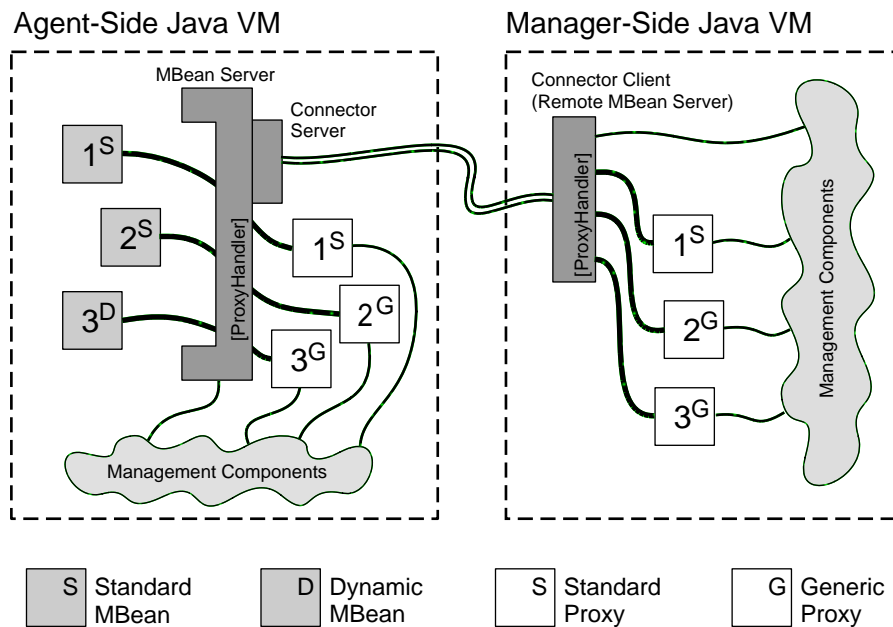 Agent-Side Java VM
Manager-Side Java VM
MBean Server
Connector
Server
Connector Client
(Remote MBean Server)
1S
2S
3D
[ProxyHandler]
1S
2G
3G
Management Components
[ProxyHandler]
1S
2G
3G
Management Components
S Standard
MBean
D Dynamic
MBean
S Standard
Proxy
G Generic
Proxy